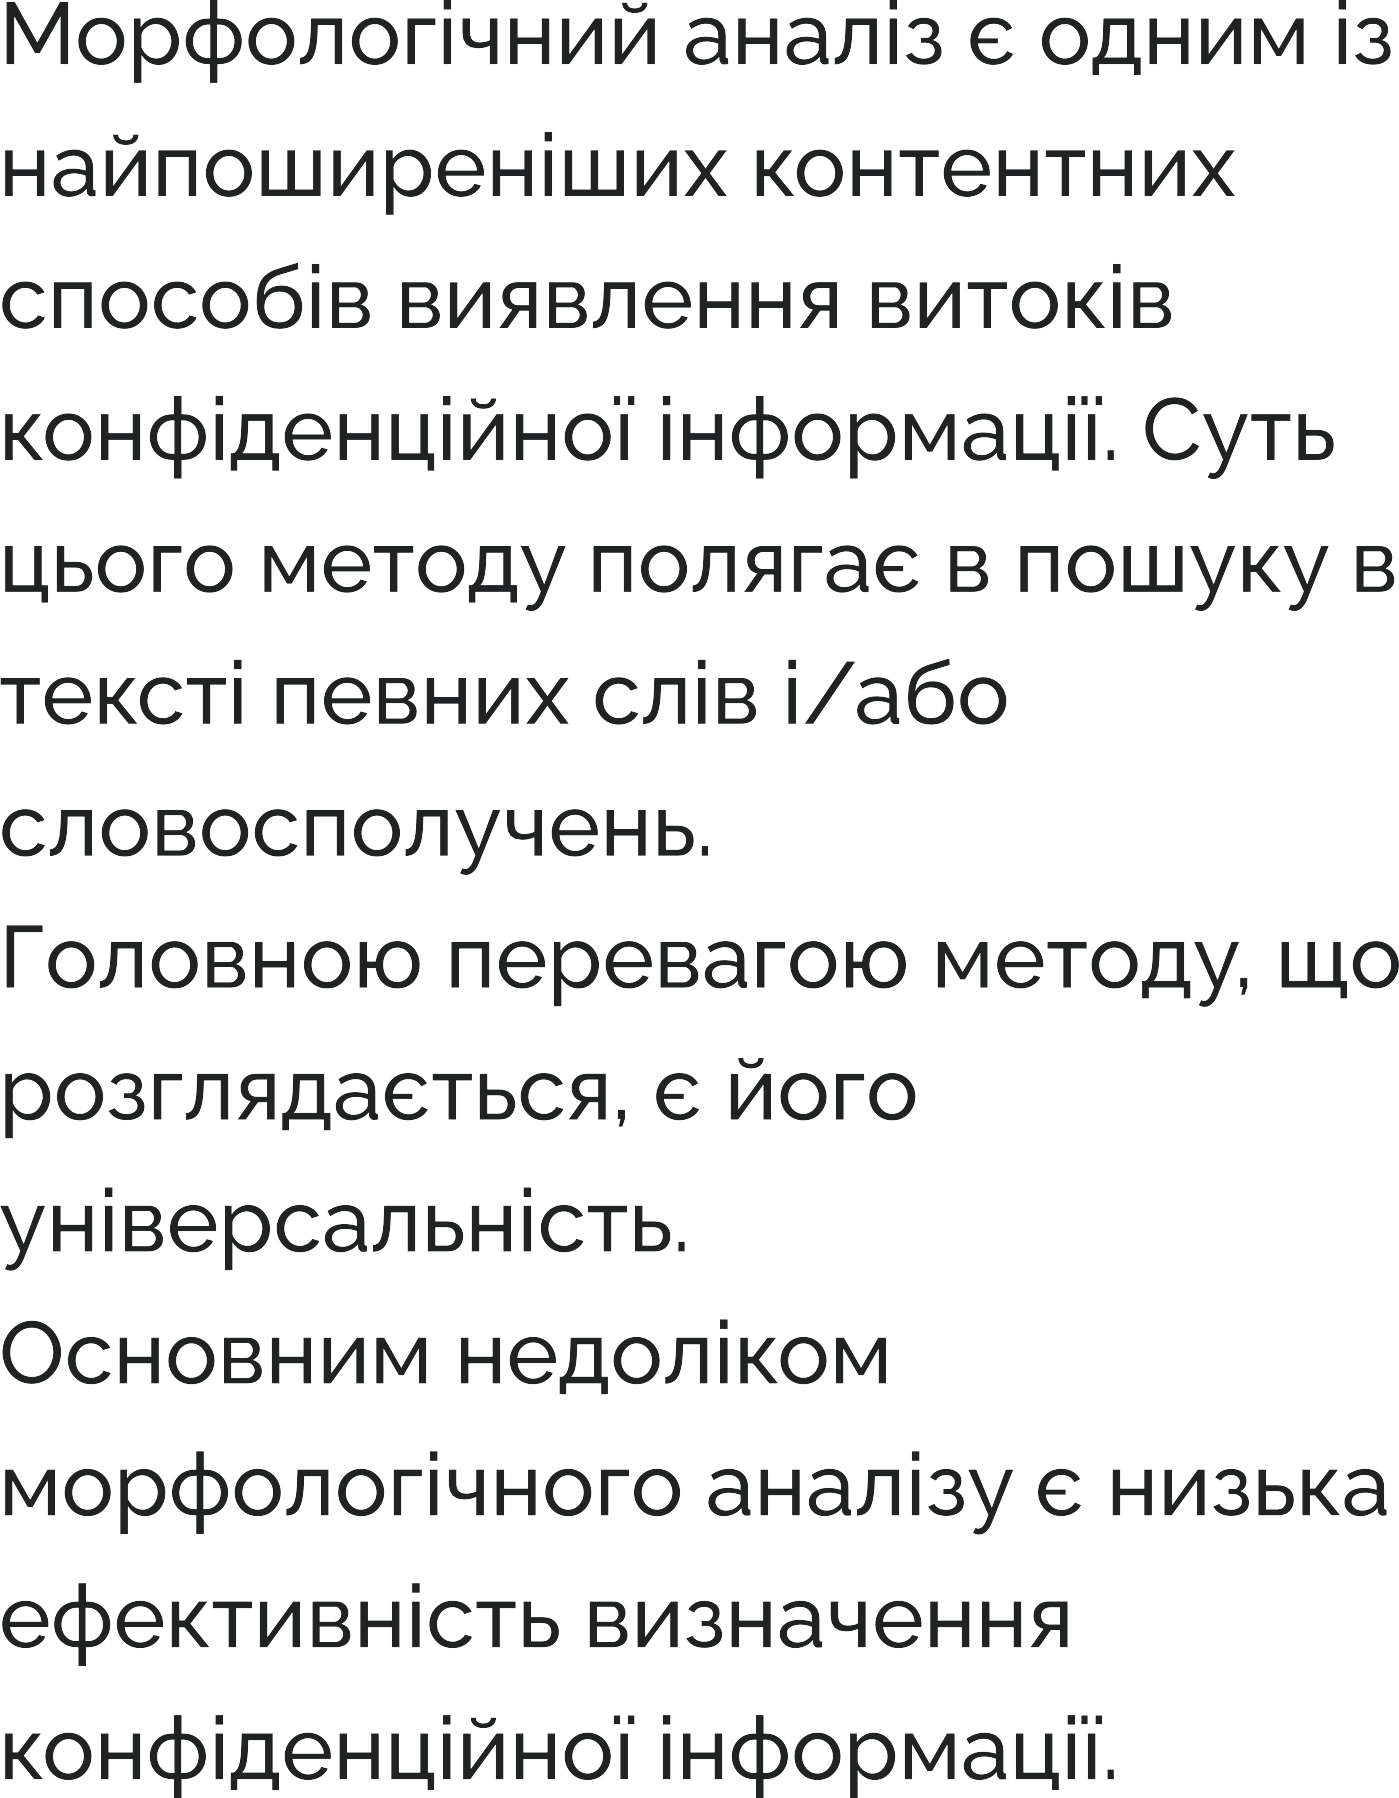 Морфологічний аналіз є одним із
найпоширеніших контентних
способів виявлення витоків
конфіденційної інформації. Суть
цього методу полягає в пошуку в
тексті певних слів і/або
словосполучень.
Головною перевагою методу, що
розглядається, є його
універсальність.
Основним недоліком
морфологічного аналізу є низька
ефективність визначення
конфіденційної інформації.